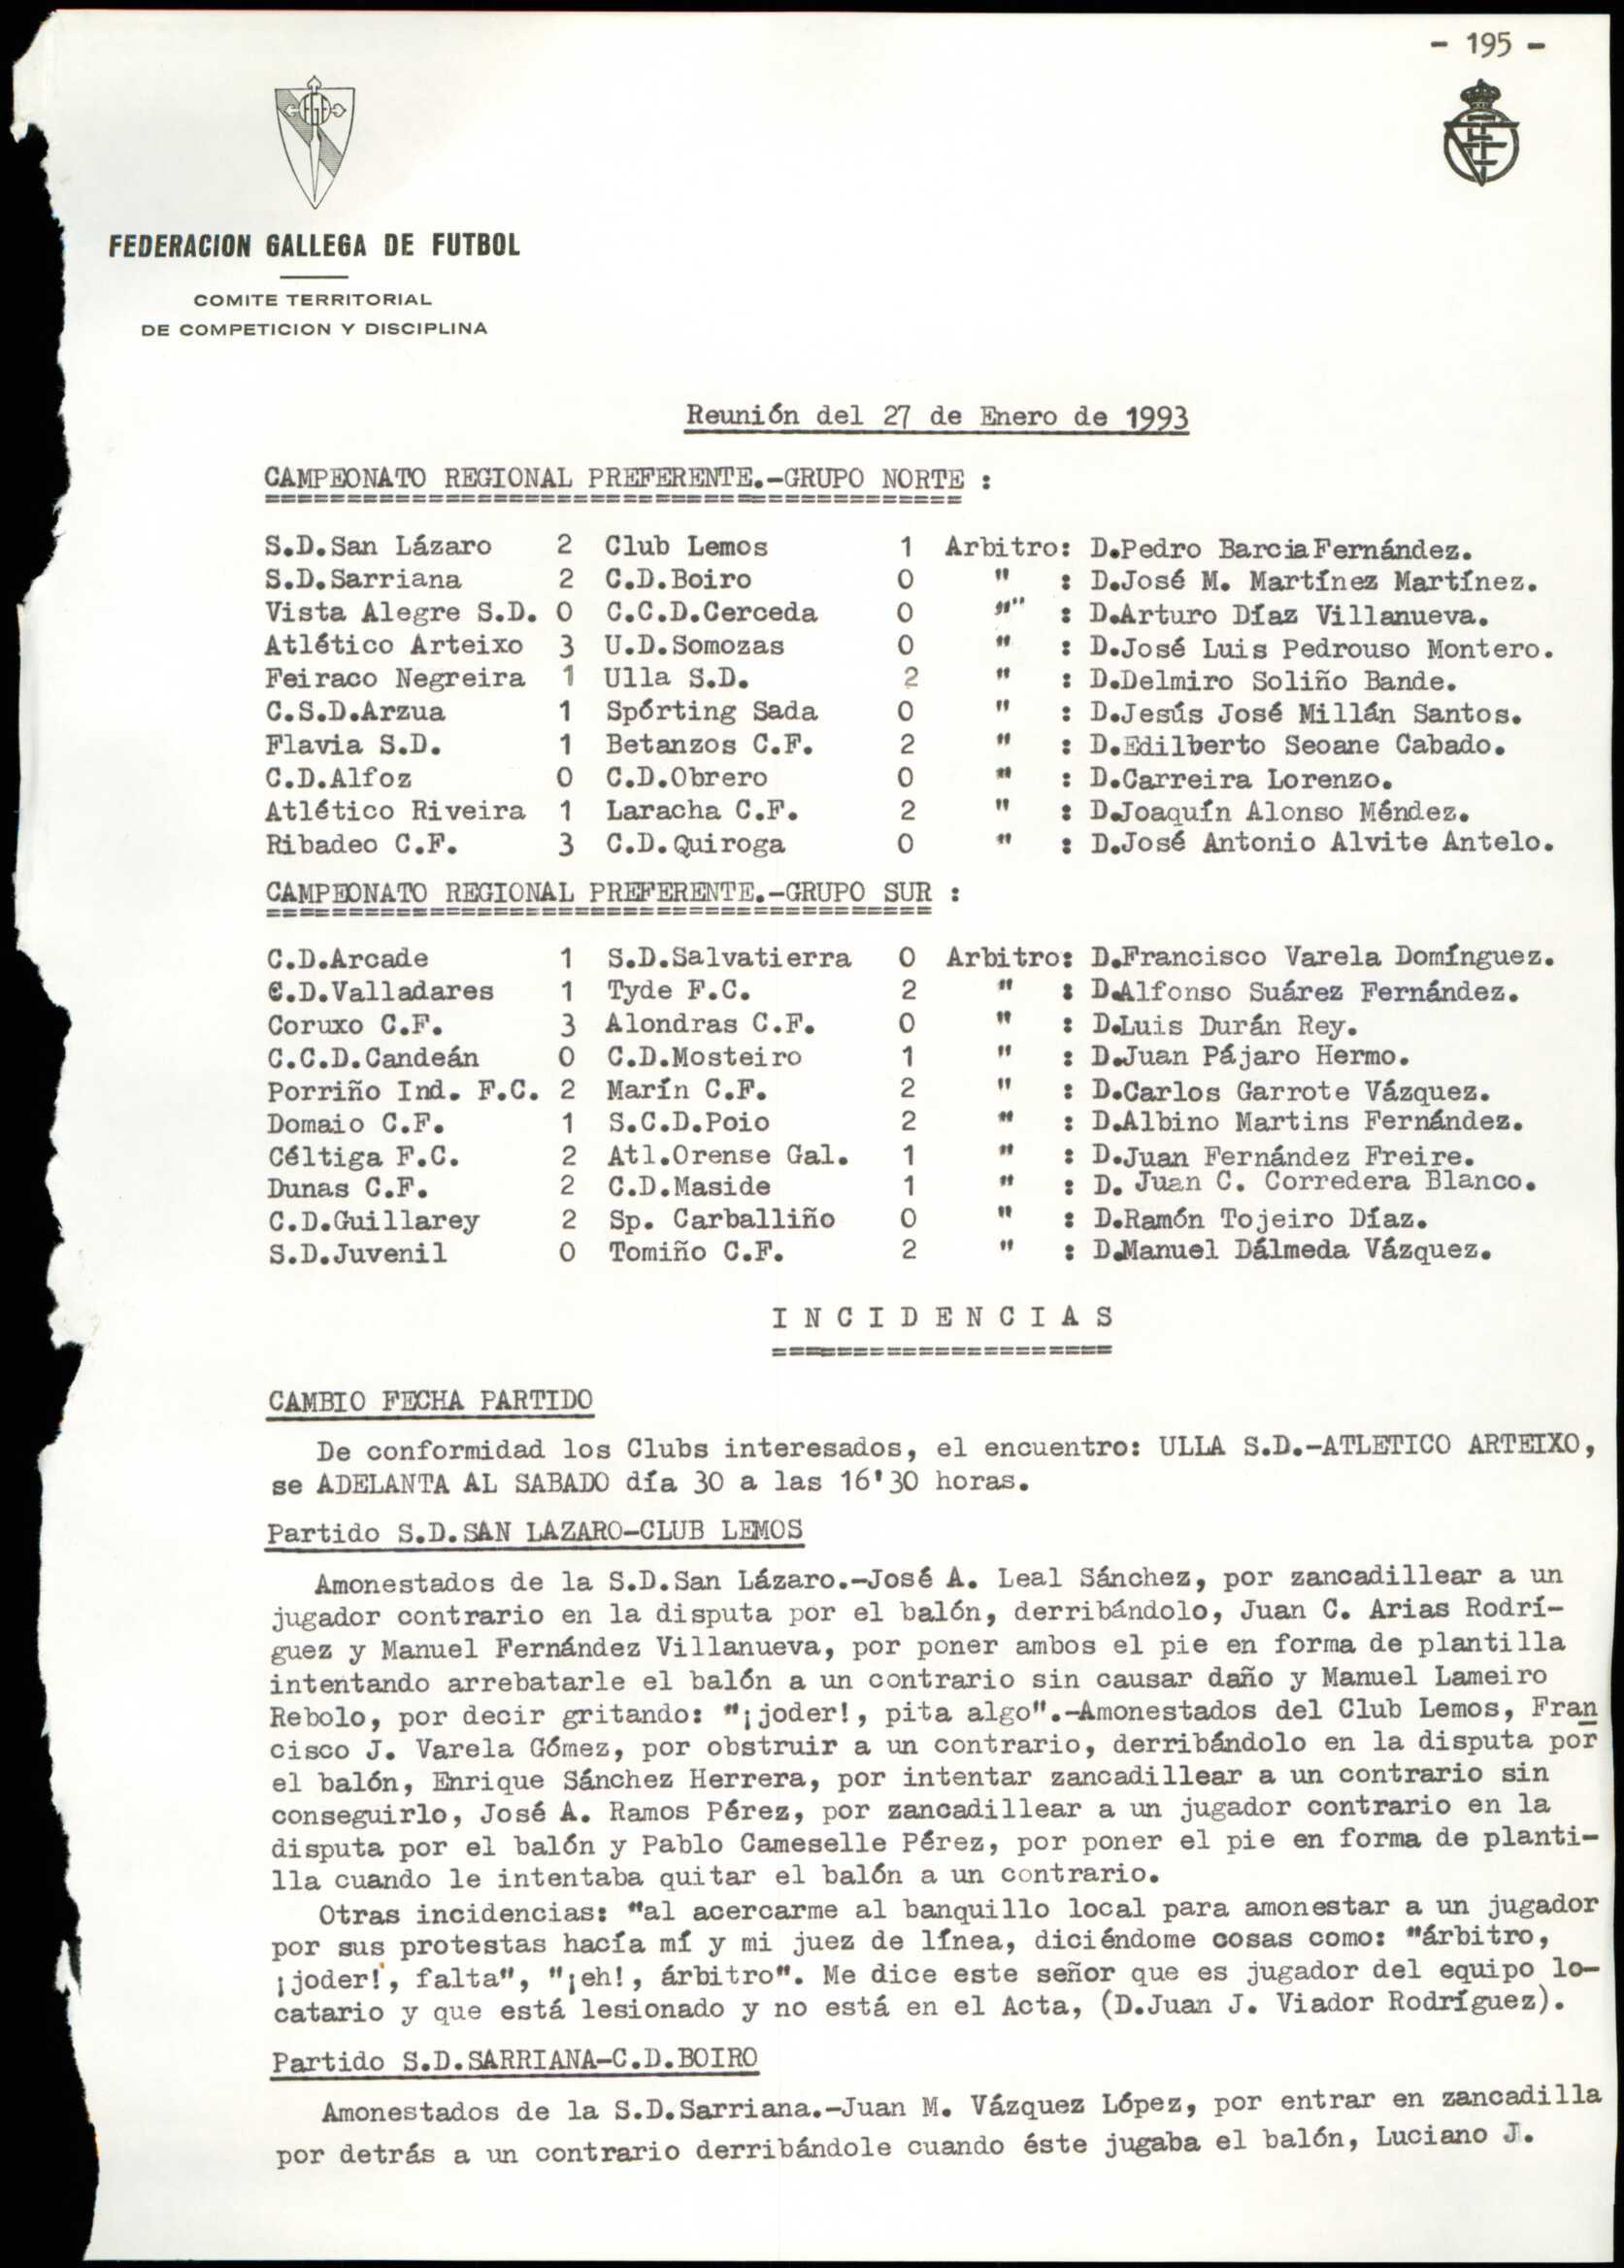 - 195 -
FEDERACION GALLEGA DE FUTBOL
COMITE TERRITORIAL
DE COMPETICION Y DISCIPLINA
Reunión del 27 de Enero de 1993
CAMPEONATO REGIONAL PREFERENTE.-GRUPO NORTE :
S.D.San Lázaro 2 Club Lemos 1 Arbitro: D.Pedro Barcia Fernández.
S.D.Sarriana 2 C.D.Boiro 0 " : D.José M. Martínez Martínez.
Vista Alegre S.D. 0 C.C.D.Cerceda 0 "" : D.Arturo Díaz Villanueva.
Atlético Arteixo 3 U.D.Somozas 0 " : D.José Luis Pedrouso Montero.
Feiraco Negreira 1 Ulla S.D. 2 " : D.Delmiro Soliño Bande.
C.S.D.Arzua 1 Spórting Sada 0 " : D.Jesús José Millán Santos.
Flavia S.D. 1 Betanzos C.F. 2 " : D.Edilberto Seoane Cabado.
C.D.Alfoz 0 C.D.Obrero 0 " : D.Carreira Lorenzo.
Atlético Riveira 1 Laracha C.F. 2 " : D.Joaquín Alonso Méndez.
Ribadeo C.F. 3 C.D.Quiroga 0 " : D.José Antonio Alvite Antelo.
CAMPEONATO REGIONAL PREFERENTE.-GRUPO SUR :
C.D.Arcade 1 S.D.Salvatierra 0 Arbitro: D.Francisco Varela Domínguez.
C.D.Valladares 1 Tyde F.C. 2 " : D.Alfonso Suárez Fernández.
Coruxo C.F. 3 Alondras C.F. 0 " : D.Luis Durán Rey.
C.C.D.Candeán 0 C.D.Mosteiro 1 " : D.Juan Pájaro Hermo.
Porriño Ind. F.C. 2 Marín C.F. 2 " : D.Carlos Garrote Vázquez.
Domaio C.F. 1 S.C.D.Poio 2 " : D.Albino Martins Fernández.
Céltiga F.C. 2 Atl.Orense Gal. 1 " : D.Juan Fernández Freire.
Dunas C.F. 2 C.D.Maside 1 " : D. Juan C. Corredera Blanco.
C.D.Guillarey 2 Sp. Carballiño 0 " : D.Ramón Tojeiro Díaz.
S.D.Juvenil 0 Tomiño C.F. 2 " : D.Manuel Dálmeda Vázquez.
I N C I D E N C I A S
CAMBIO FECHA PARTIDO
De conformidad los Clubs interesados, el encuentro: ULLA S.D.-ATLETICO ARTEIXO,
se ADELANTA AL SABADO día 30 a las 16'30 horas.
Partido S.D.SAN LAZARO-CLUB LEMOS
Amonestados de la S.D.San Lázaro.-José A. Leal Sánchez, por zancadillear a un
jugador contrario en la disputa por el balón, derribándolo, Juan C. Arias Rodrí-
guez y Manuel Fernández Villanueva, por poner ambos el pie en forma de plantilla
intentando arrebatarle el balón a un contrario sin causar daño y Manuel Lameiro
Rebolo, por decir gritando: "¡joder!, pita algo".-Amonestados del Club Lemos, Fran
cisco J. Varela Gómez, por obstruir a un contrario, derribándolo en la disputa por
el balón, Enrique Sánchez Herrera, por intentar zancadillear a un contrario sin
conseguirlo, José A. Ramos Pérez, por zancadillear a un jugador contrario en la
disputa por el balón y Pablo Cameselle Pérez, por poner el pie en forma de planti-
lla cuando le intentaba quitar el balón a un contrario.
Otras incidencias: "al acercarme al banquillo local para amonestar a un jugador
por sus protestas hacía mí y mi juez de línea, diciéndome cosas como: "árbitro,
¡joder!, falta", "¡eh!, árbitro". Me dice este señor que es jugador del equipo lo-
catario y que está lesionado y no está en el Acta, (D.Juan J. Viador Rodríguez).
Partido S.D.SARRIANA-C.D.BOIRO
Amonestados de la S.D.Sarriana.-Juan M. Vázquez López, por entrar en zancadilla
por detrás a un contrario derribándole cuando éste jugaba el balón, Luciano J.